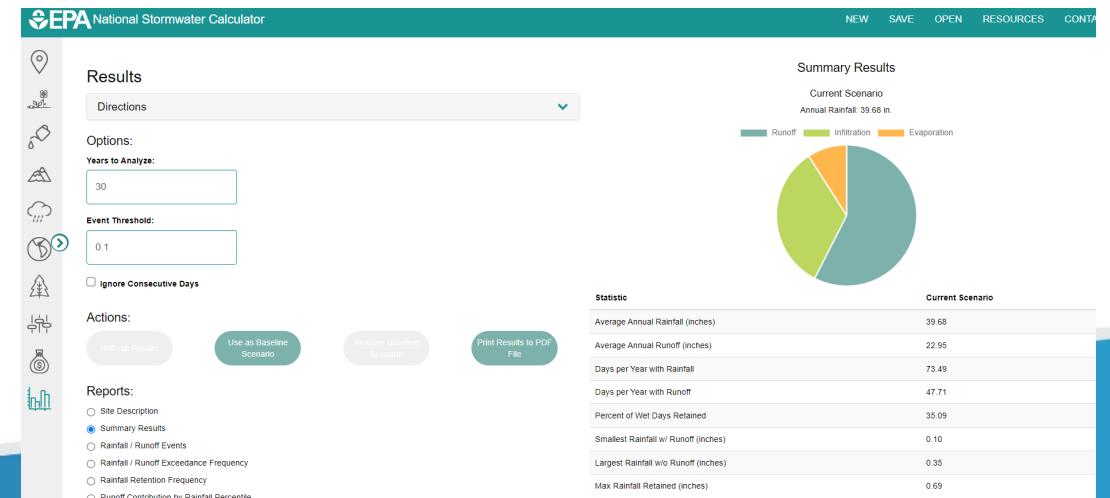 EPA National Stormwater Calculator
NEW SAVE OPEN RESOURCES CONTA
Results
Directions
Options:
Years to Analyze:
30
Event Threshold:
0.1
Ignore Consecutive Days
Actions:
Refresh Results
Use as Baseline
Scenario
Remove Baseline
Scenario
Print Results to PDF
File
Reports:
Site Description
Summary Results
Rainfall / Runoff Events
Rainfall / Runoff Exceedance Frequency
Rainfall Retention Frequency
Runoff Contribution by Rainfall Percentile
Summary Results
Current Scenario
Annual Rainfall: 39.68 in.
Runoff Infiltration Evaporation
Statistic Current Scenario
Average Annual Rainfall (inches) 39.68
Average Annual Runoff (inches) 22.95
Days per Year with Rainfall 73.49
Days per Year with Runoff 47.71
Percent of Wet Days Retained 35.09
Smallest Rainfall w/ Runoff (inches) 0.10
Largest Rainfall w/o Runoff (inches) 0.35
Max Rainfall Retained (inches) 0.69